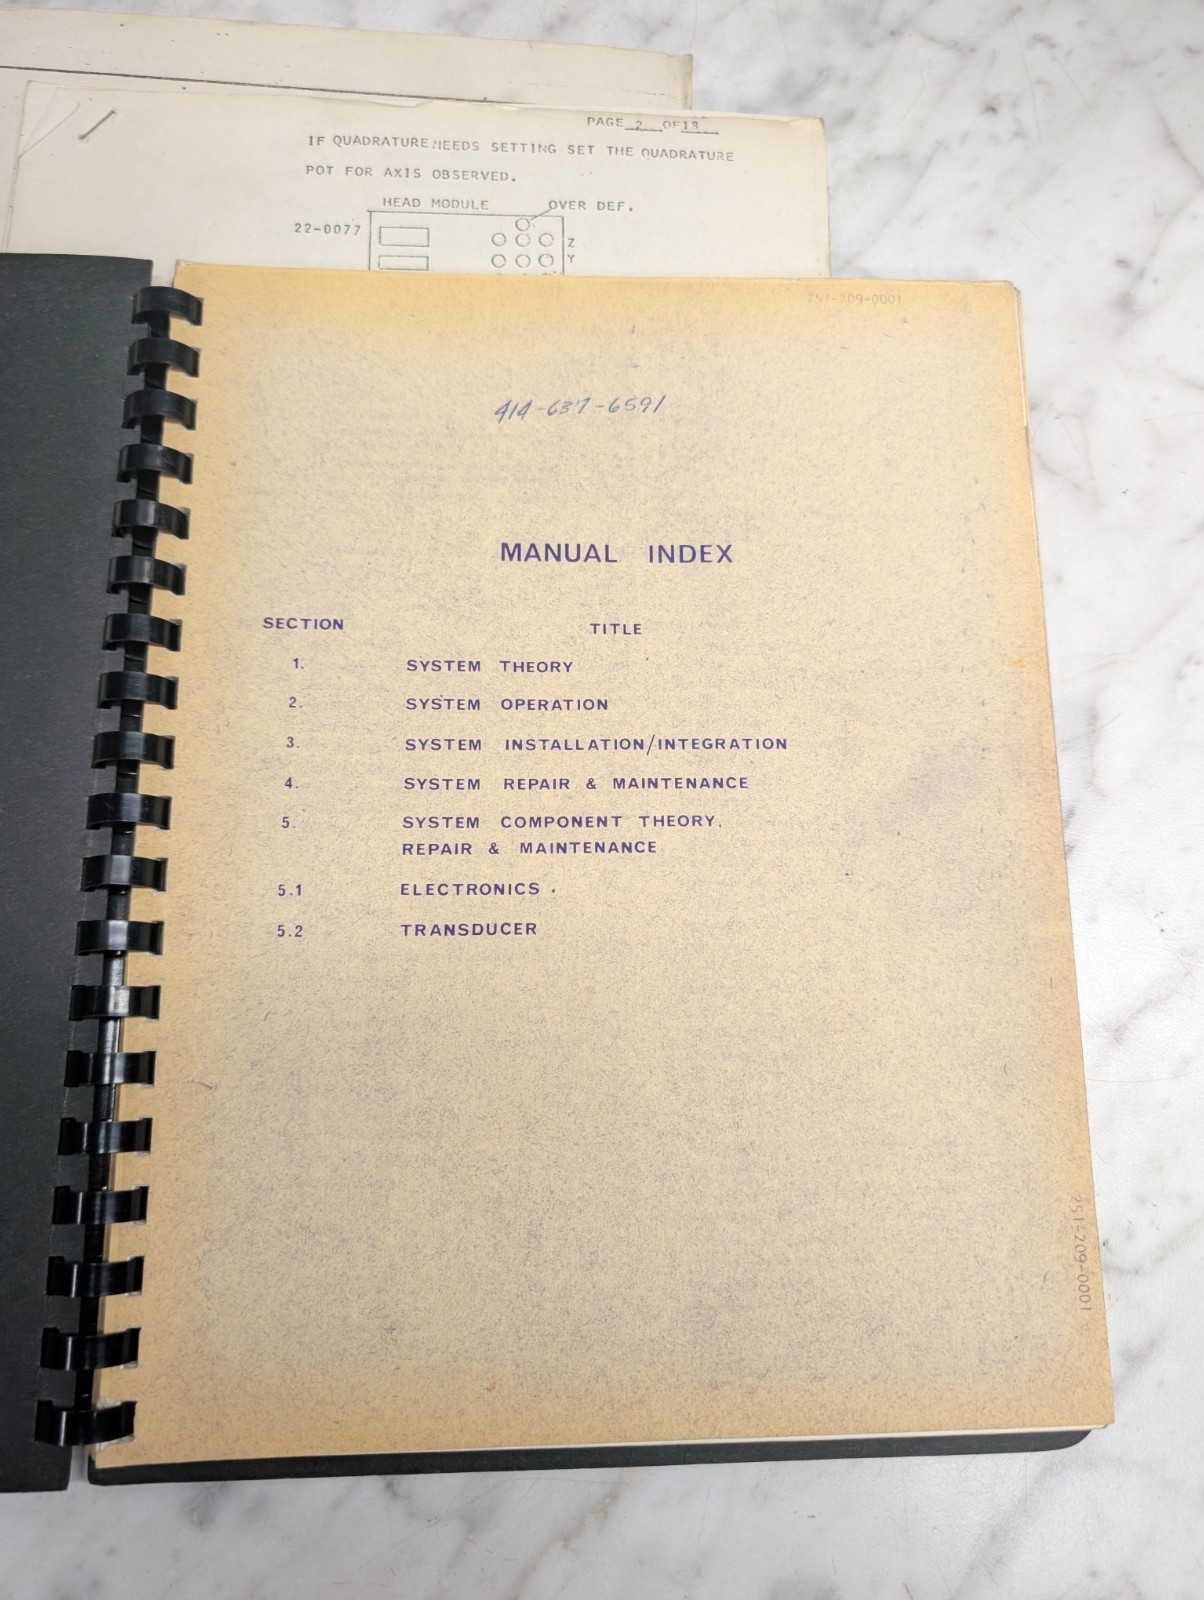 PAGE 2 OF 18
IF QUADRATURE NEEDS SETTING SET THE QUADRATURE
POT FOR AXIS OBSERVED.
HEAD MODULE OVER DEF.
22-0077
Z
Y
751-209-0001
414-637-6591
MANUAL INDEX
SECTION TITLE
1. SYSTEM THEORY
2. SYSTEM OPERATION
3. SYSTEM INSTALLATION/INTEGRATION
4. SYSTEM REPAIR & MAINTENANCE
5. SYSTEM COMPONENT THEORY,
REPAIR & MAINTENANCE
5.1 ELECTRONICS .
5.2 TRANSDUCER
751-209-0001